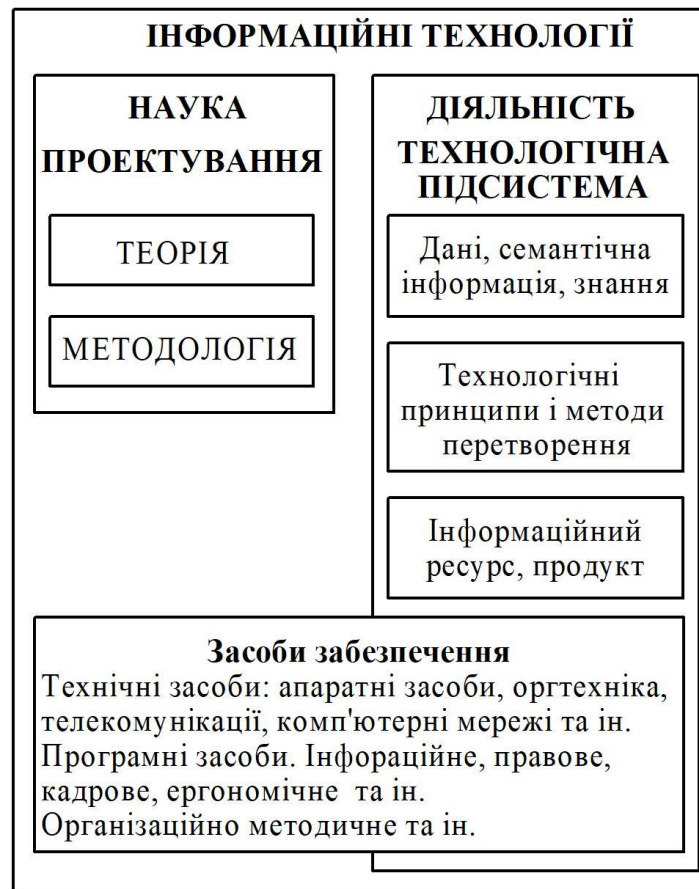 ІНФОРМАЦІЙНІ ТЕХНОЛОГІЇ
НАУКА
ПРОЕКТУВАННЯ
ТЕОРІЯ
МЕТОДОЛОГІЯ
ДІЯЛЬНІСТЬ
ТЕХНОЛОГІЧНА
ПІДСИСТЕМА
Дані, семантічна
інформація, знання
Технологічні
принципи і методи
перетворення
Інформаційний
ресурс, продукт
Засоби забезпечення
Технічні засоби: апаратні засоби, оргтехніка,
телекомунікації, комп'ютерні мережі та ін.
Програмні засоби. Інфораційне, правове,
кадрове, ергономічне та ін.
Організаційно методичне та ін.